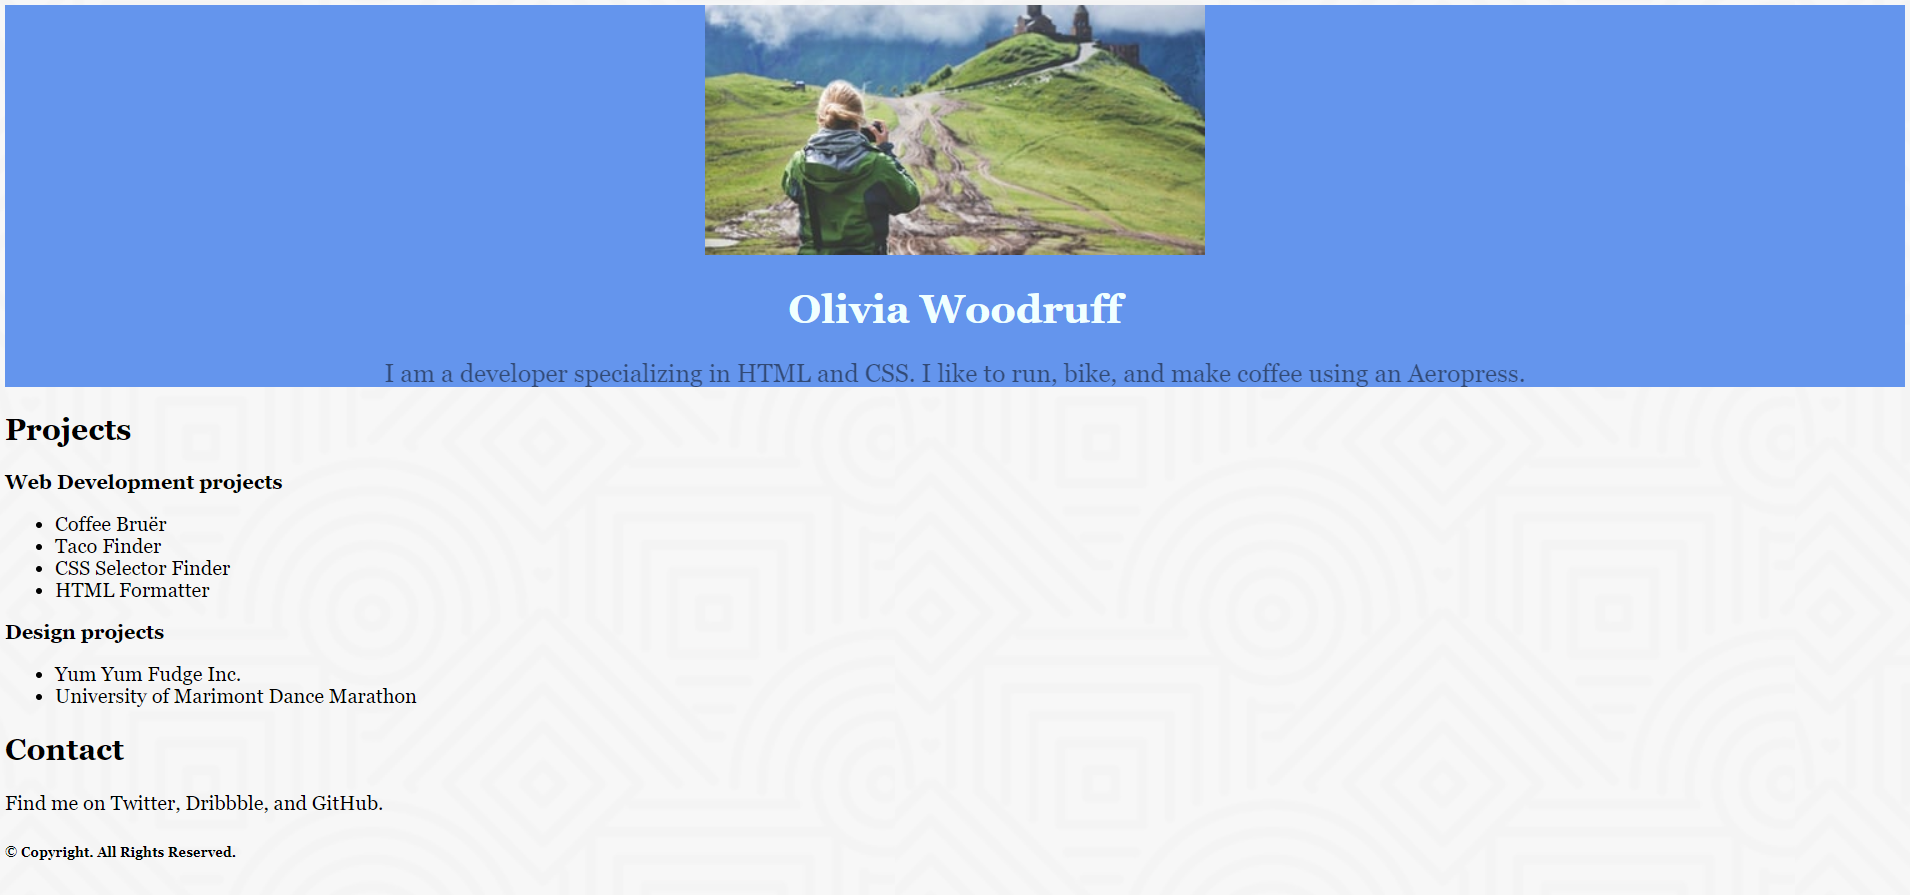 Olivia Woodruff
I am a developer specializing in HTML and CSS. I like to run, bike, and make coffee using an Aeropress.
Projects
Web Development projects
• Coffee Bruër
• Taco Finder
• CSS Selector Finder
• HTML Formatter
Design projects
• Yum Yum Fudge Inc.
• University of Marimont Dance Marathon
Contact
Find me on Twitter, Dribbble, and GitHub.
© Copyright. All Rights Reserved.